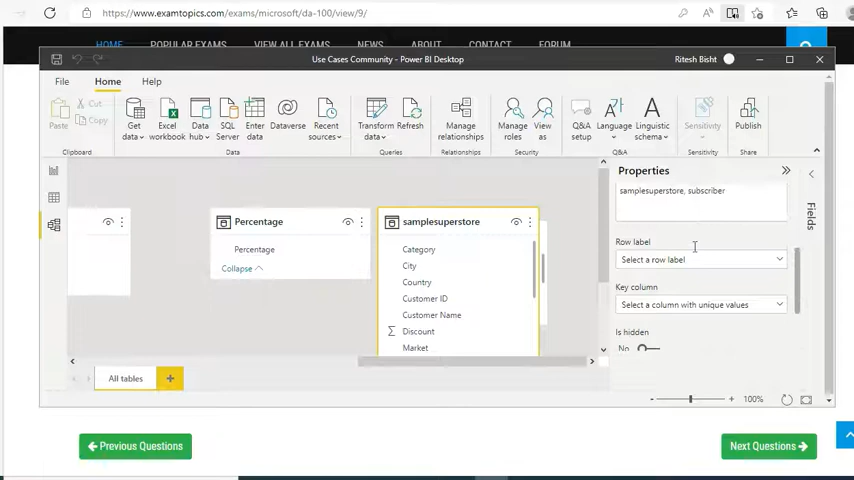 https://www.examtopics.com/exams/microsoft/da-100/view/9/
HOME POPULAR EXAMS VIEW ALL EXAMS NEWS ABOUT CONTACT FORUM
Use Cases Community - Power BI Desktop
Ritesh Bisht
File Home Help
Paste
Cut
Copy
Get data
Excel workbook
Data hub
SQL Server
Enter data
Dataverse
Recent sources
Transform data
Refresh
Manage relationships
Manage roles
View as
Q&A setup
Language
Linguistic schema
Sensitivity
Publish
Clipboard Data Queries Relationships Security Q&A Sensitivity Share
Percentage
Percentage
Collapse
samplesuperstore
Category
City
Country
Customer ID
Customer Name
Σ Discount
Market
Properties
samplesuperstore, subscriber
Row label
Select a row label
Key column
Select a column with unique values
Is hidden
No
Fields
All tables
100%
Previous Questions
Next Questions